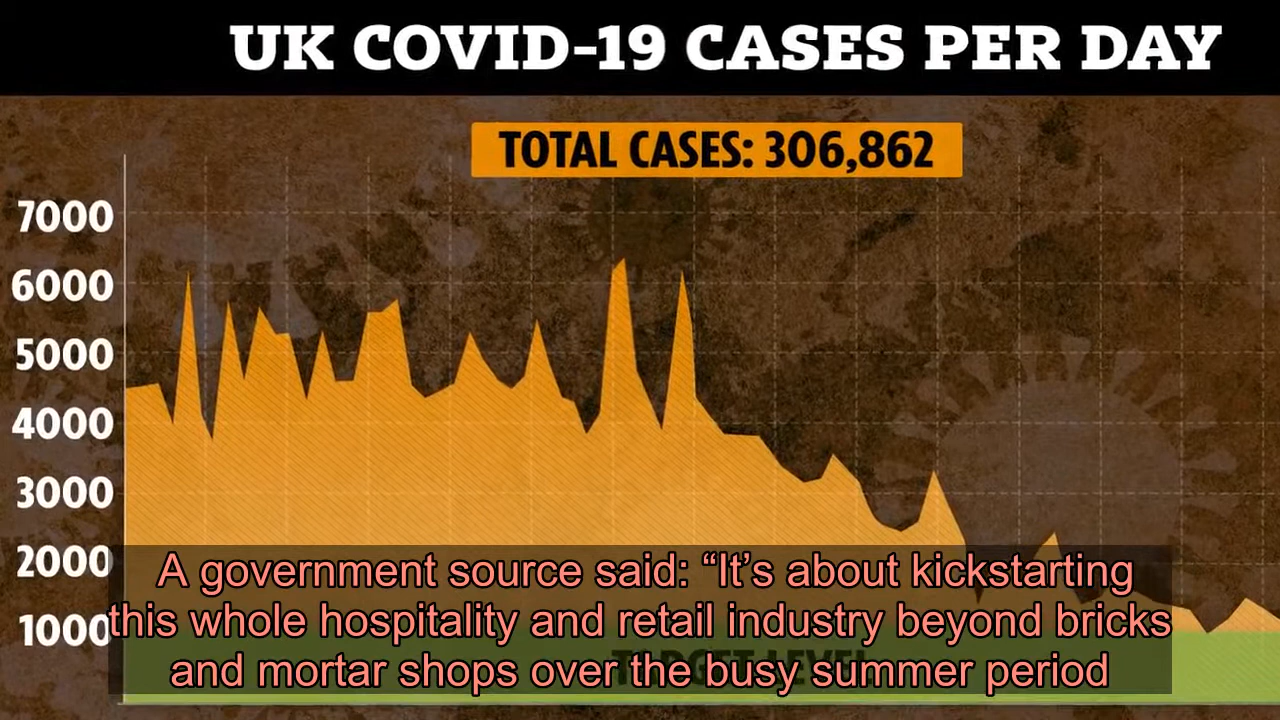 UK COVID-19 CASES PER DAY
TOTAL CASES: 306,862
7000
6000
5000
4000
3000
2000
1000
A government source said: “It’s about kickstarting
this whole hospitality and retail industry beyond bricks
and mortar shops over the busy summer period
TARGET LEVEL